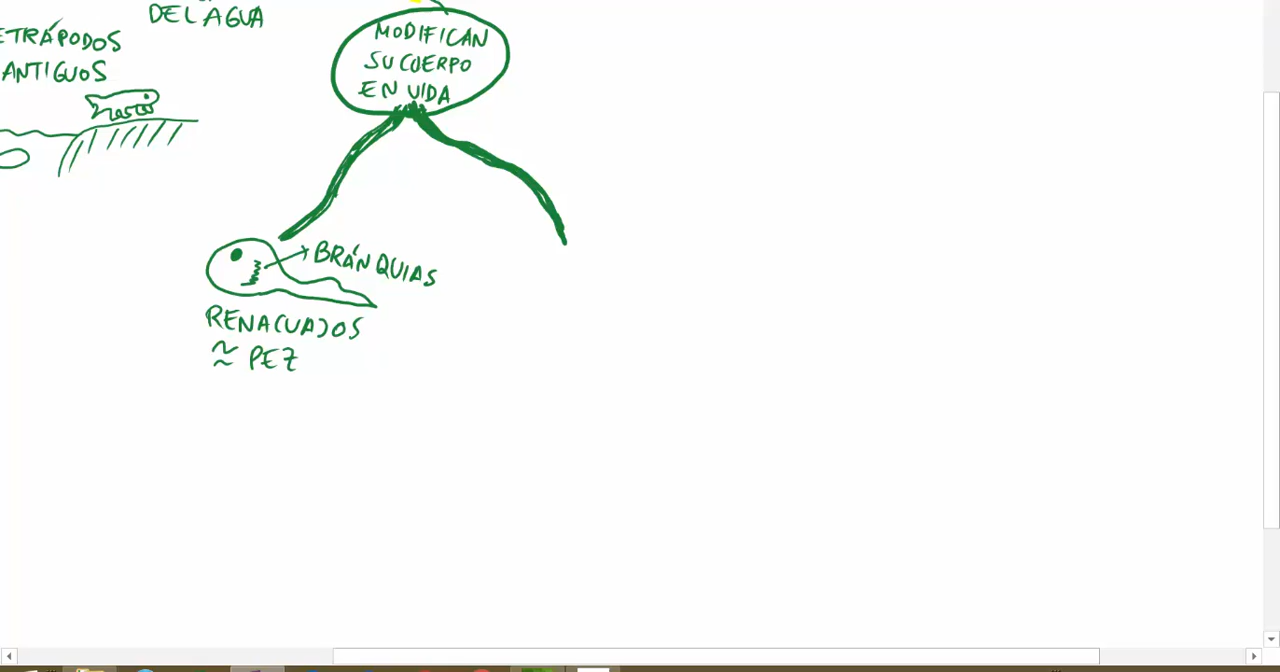 DEL AGUA
ETRÁPODOS
ANTIGUOS
MODIFICAN
SU CUERPO
EN VIDA
BRÁNQUIAS
RENACUAJOS
≈ PEZ